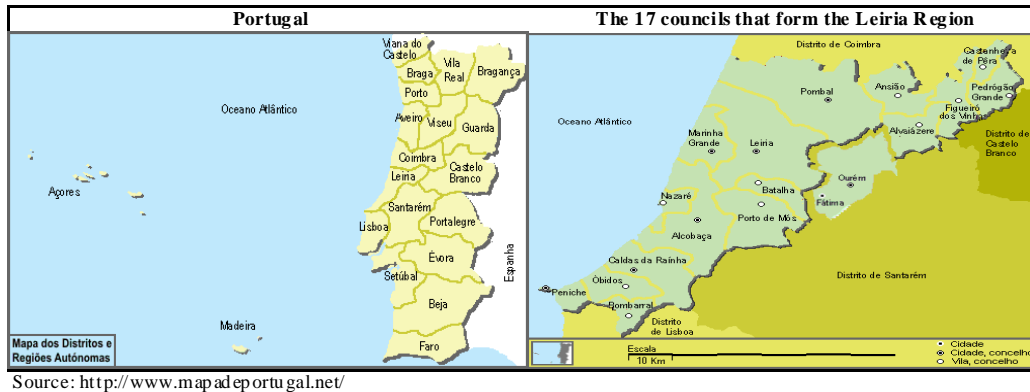 Portugal
The 17 councils that form the Leiria Region
Viana do
Castelo
Braga
Vila
Real
Bragança
Porto
Oceano Atlântico
Aveiro
Viseu
Guarda
Coimbra
Castelo
Branco
Leiria
Açores
Santarém
Lisboa
Portalegre
Évora
Espanha
Setúbal
Beja
Madeira
Faro
Mapa dos Distritos e
Regiões Autónomas
Distrito de Coimbra
Castanheira
de Pêra
Pombal
Ansião
Pedrógão
Grande
Figueiró
dos Vinhos
Oceano Atlântico
Alvaiázere
Distrito de
Castelo
Branco
Marinha
Grande
Leiria
Ourém
Batalha
Fátima
Nazaré
Porto de Mós
Alcobaça
Caldas da Raínha
Distrito de Santarém
Óbidos
Peniche
Bombarral
Distrito
de Lisboa
Escala
10 Km
Cidade
Cidade, concelho
Vila, concelho
Source: http://www.mapadeportugal.net/